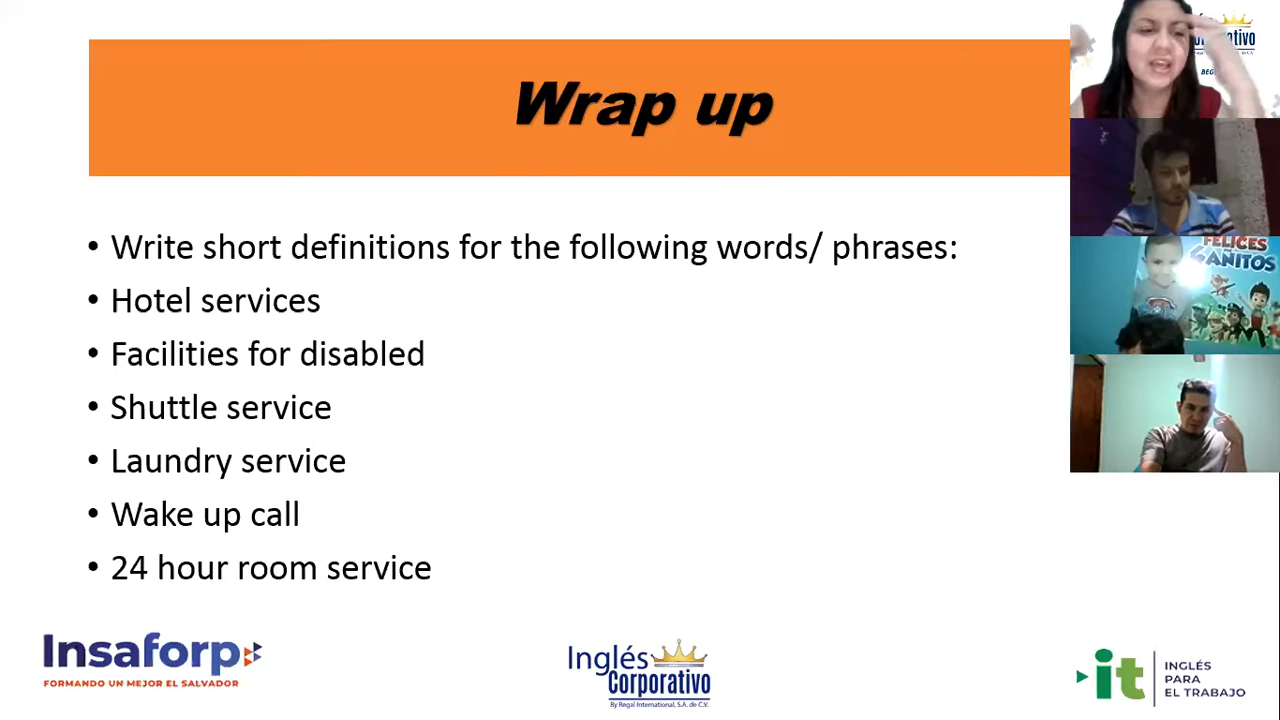 Wrap up
• Write short definitions for the following words/ phrases:
• Hotel services
• Facilities for disabled
• Shuttle service
• Laundry service
• Wake up call
• 24 hour room service
FELICES
Insaforp
FORMANDO UN MEJOR EL SALVADOR
Inglés
Corporativo
By Regal International, S.A. de C.V.
it
INGLÉS
PARA
EL TRABAJO